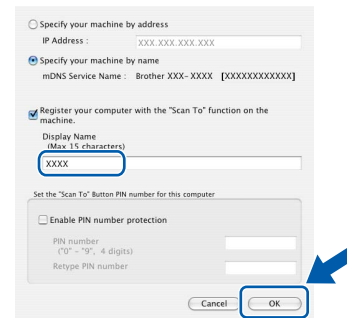 Specify your machine by address
IP Address :
XXX.XXX.XXX.XXX
Specify your machine by name
mDNS Service Name : Brother XXX- XXXX [XXXXXXXXXXXX]
Register your computer with the "Scan To" function on the
machine.
Display Name
(Max 15 characters)
XXXX
Set the "Scan To" Button PIN number for this computer
Enable PIN number protection
PIN number
("0" - "9", 4 digits)
Retype PIN number
Cancel
OK